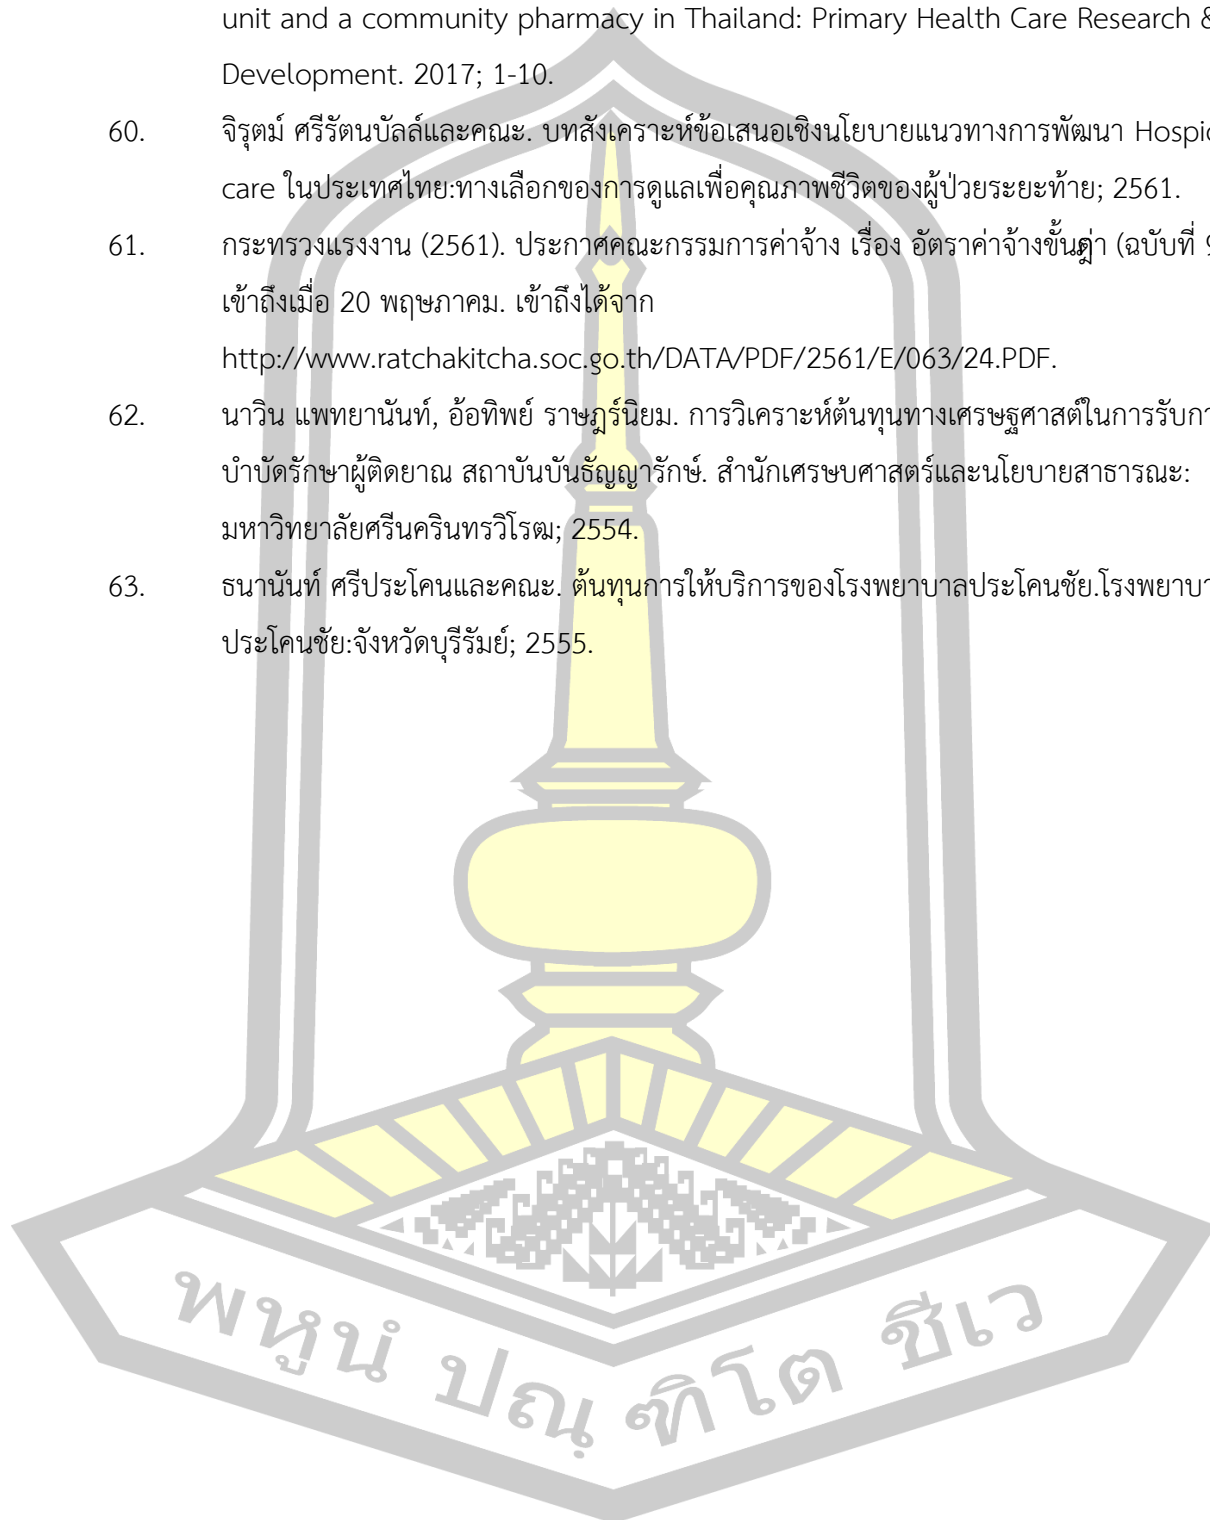 unit and a community pharmacy in Thailand: Primary Health Care Research &
Development. 2017; 1-10.
60. จิรุตม์ ศรีรัตนบัลล์และคณะ. บทสังเคราะห์ข้อเสนอเชิงนโยบายแนวทางการพัฒนา Hospic
care ในประเทศไทย:ทางเลือกของการดูแลเพื่อคุณภาพชีวิตของผู้ป่วยระยะท้าย; 2561.
61. กระทรวงแรงงาน (2561). ประกาศคณะกรรมการค่าจ้าง เรื่อง อัตราค่าจ้างขั้นต่ำ (ฉบับที่ 9
เข้าถึงเมื่อ 20 พฤษภาคม. เข้าถึงได้จาก
http://www.ratchakitcha.soc.go.th/DATA/PDF/2561/E/063/24.PDF.
62. นาวิน แพทยานันท์, อ้อทิพย์ ราษฎร์นิยม. การวิเคราะห์ต้นทุนทางเศรษฐศาสต์ในการรับกา
บำบัดรักษาผู้ติดยาณ สถาบันบันธัญญารักษ์. สำนักเศรษบศาสตร์และนโยบายสาธารณะ:
มหาวิทยาลัยศรีนครินทรวิโรฒ; 2554.
63. ธนานันท์ ศรีประโคนและคณะ. ต้นทุนการให้บริการของโรงพยาบาลประโคนชัย.โรงพยาบา
ประโคนชัย:จังหวัดบุรีรัมย์; 2555.
พหูนํ ปณฺฑิโต ชีเว